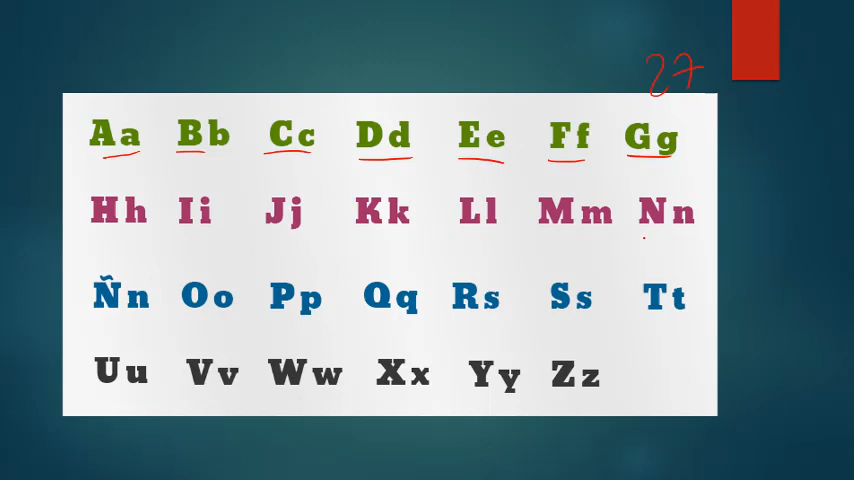 27
Aa Bb Cc Dd Ee Ff Gg
Hh Ii Jj Kk Ll Mm Nn
Ñn Oo Pp Qq Rs Ss Tt
Uu Vv Ww Xx Yy Zz